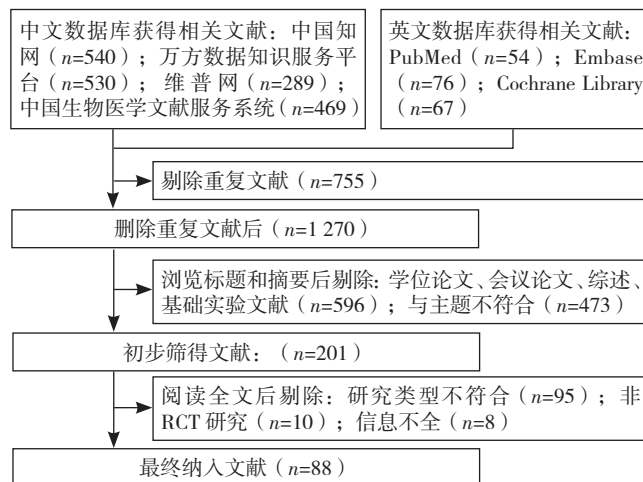 中文数据库获得相关文献：中国知
网（n=540）；万方数据知识服务平
台（n=530）；维普网（n=289）；
中国生物医学文献服务系统（n=469）
英文数据库获得相关文献：
PubMed（n=54）；Embase
（n=76）；Cochrane Library
（n=67）
剔除重复文献（n=755）
删除重复文献后（n=1 270）
浏览标题和摘要后剔除：学位论文、会议论文、综述、
基础实验文献（n=596）；与主题不符合（n=473）
初步筛得文献：（n=201）
阅读全文后剔除：研究类型不符合（n=95）；非
RCT 研究（n=10）；信息不全（n=8）
最终纳入文献（n=88）